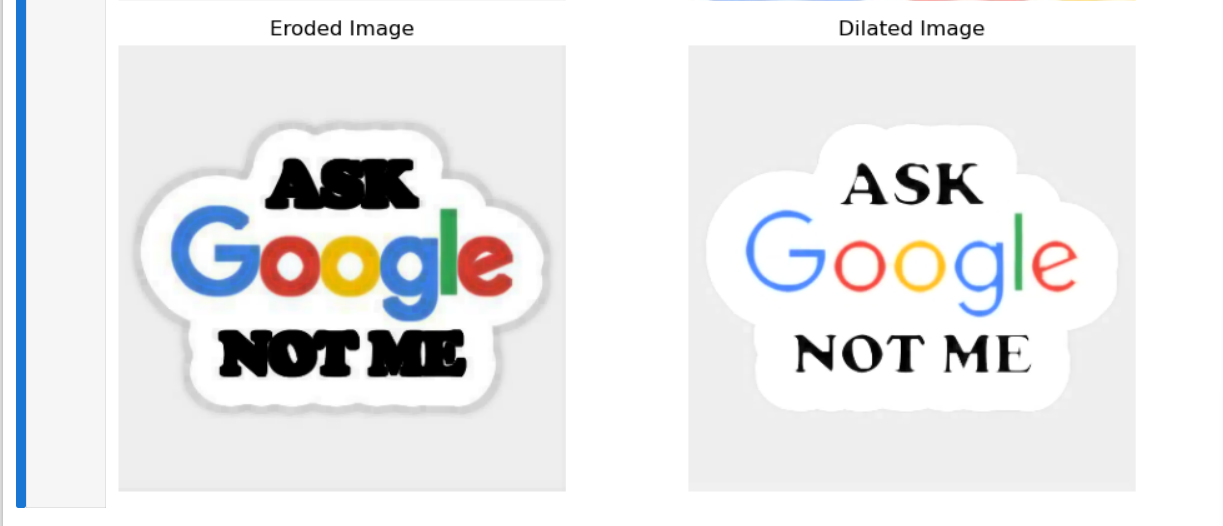 Eroded Image
ASK
Google
NOT ME
Dilated Image
ASK
Google
NOT ME